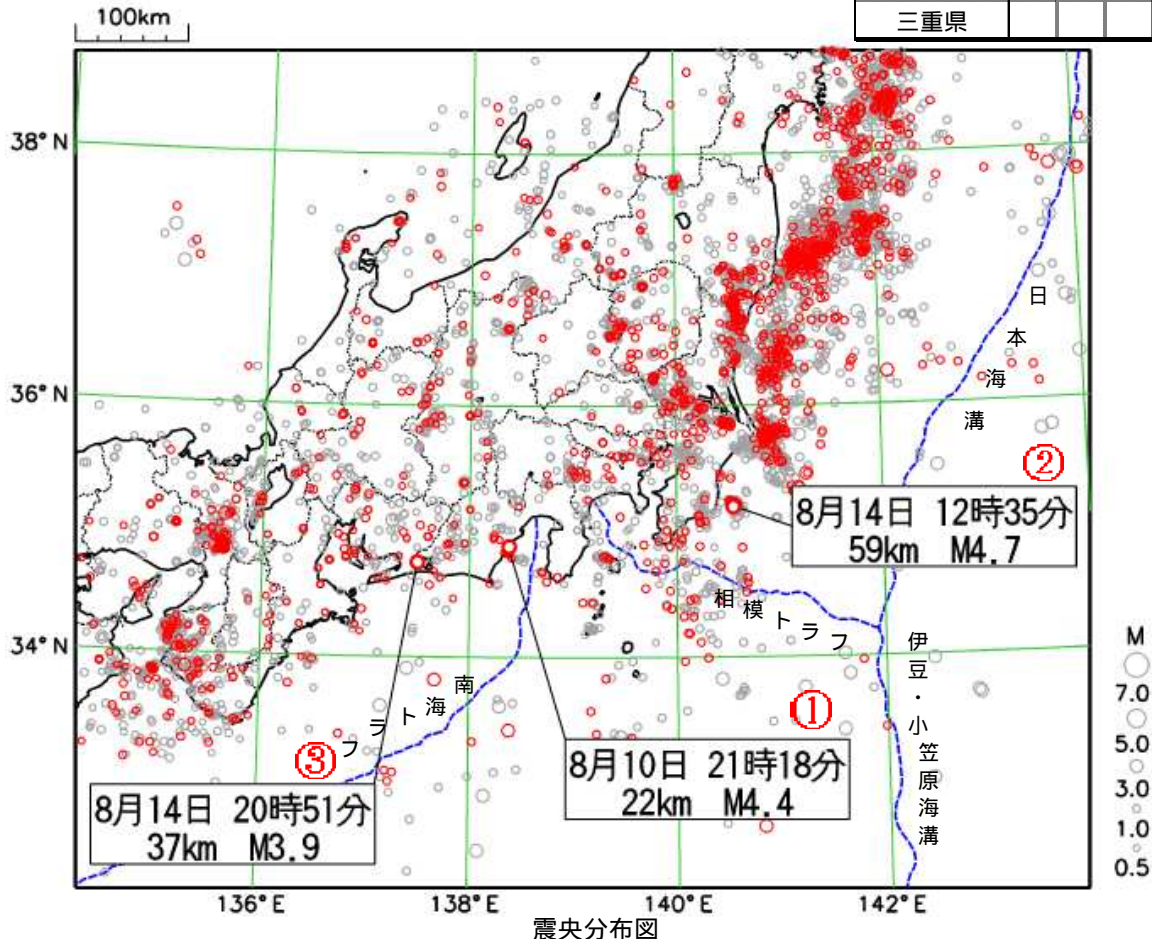 100km
三重県
38°N
36°N
34°N
日本海溝
②
8月14日 12時35分
59km M4.7
相模トラフ
伊豆・小笠原海溝
南海トラフ
①
8月10日 21時18分
22km M4.4
③
8月14日 20時51分
37km M3.9
M
7.0
5.0
3.0
1.0
0.5
136°E
138°E
140°E
142°E
震央分布図